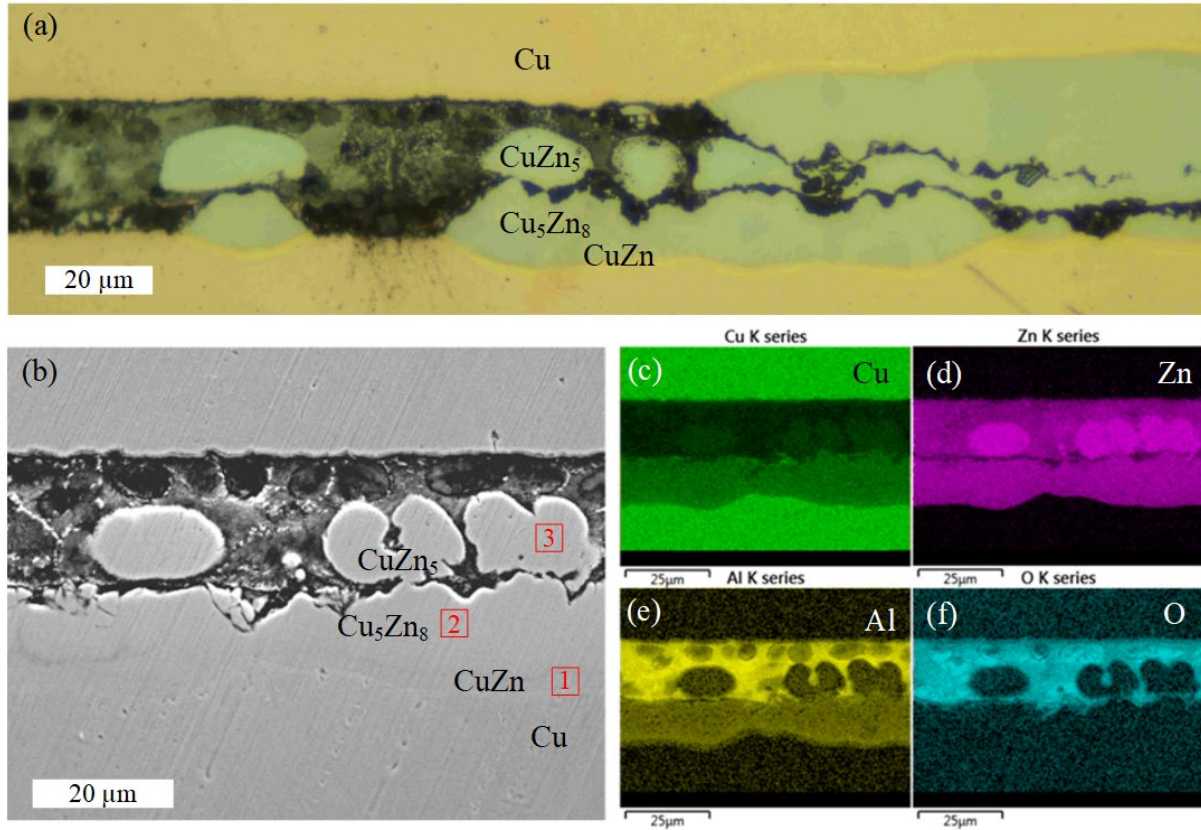 (a)
Cu
CuZn₅
Cu₅Zn₈
CuZn
20 µm
(b)
3
CuZn₅
Cu₅Zn₈ 2
CuZn 1
Cu
20 µm
Cu K series
(c) Cu
25µm
Zn K series
(d) Zn
25µm
Al K series
(e) Al
25µm
O K series
(f) O
25µm